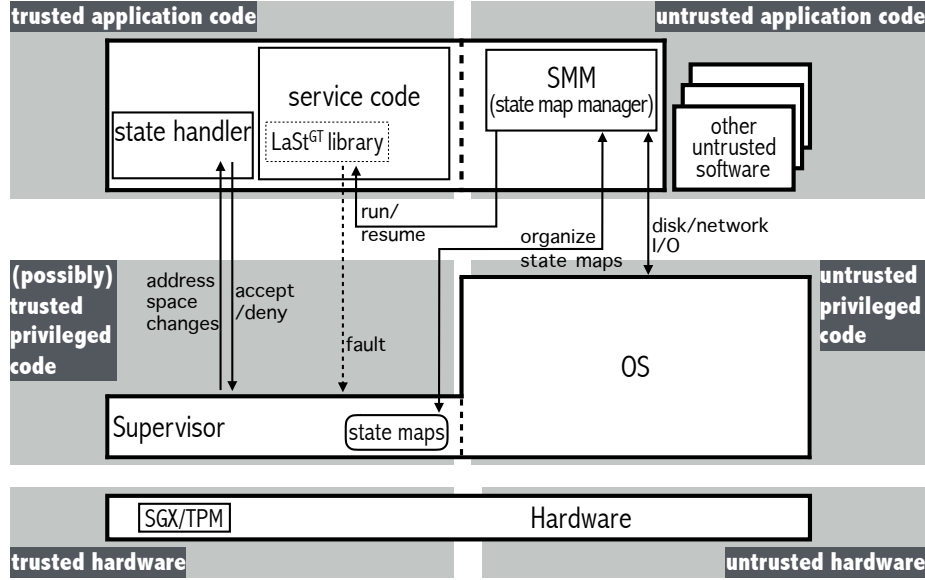 trusted application code
untrusted application code
service code
LaSt^GT library
state handler
SMM
(state map manager)
other
untrusted
software
run/
resume
organize
state maps
disk/network
I/O
(possibly)
trusted
privileged
code
address
space
changes
accept
/deny
fault
untrusted
privileged
code
OS
Supervisor
state maps
SGX/TPM
Hardware
trusted hardware
untrusted hardware